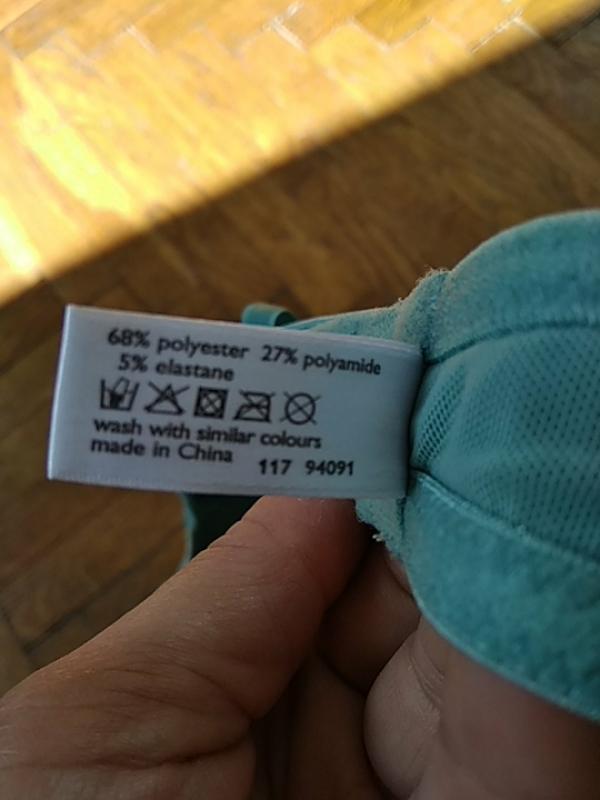 68% polyester 27% polyamide
5% elastane
wash with similar colours
made in China 117 94091